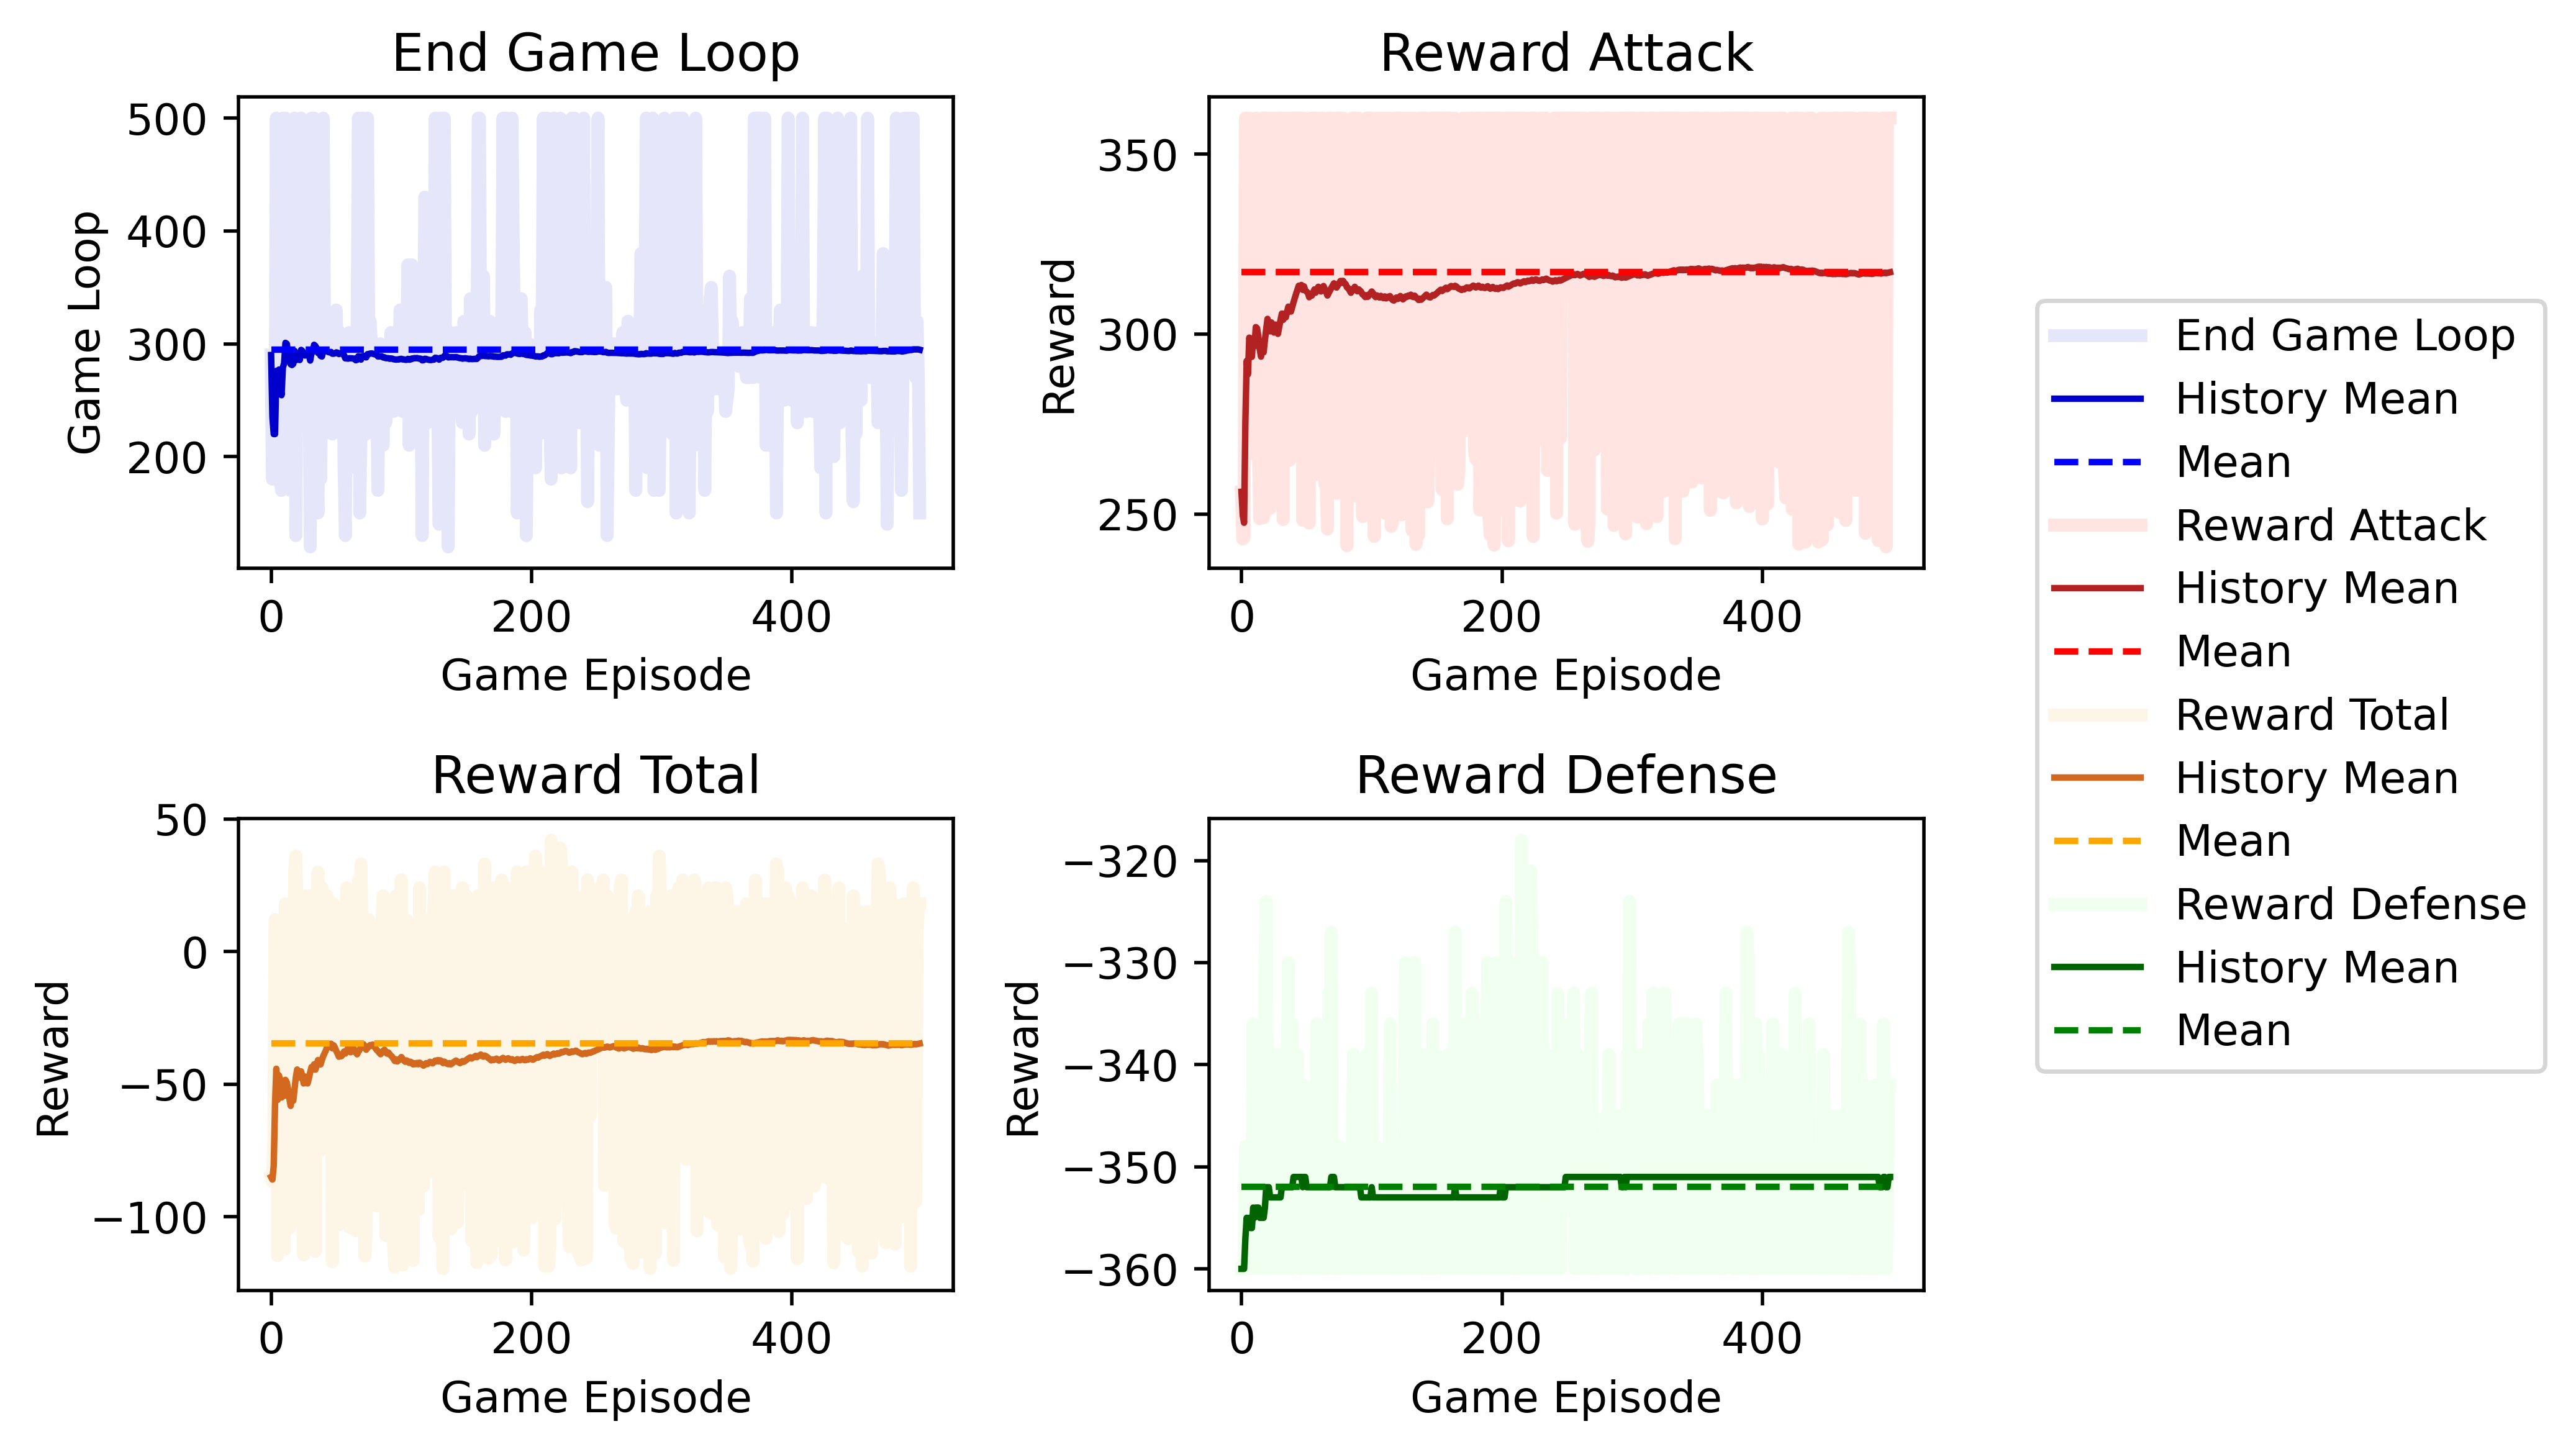 End Game Loop
500
400
300
200
Game Loop
0 200 400
Game Episode
Reward Attack
350
300
250
Reward
0 200 400
Game Episode
Reward Total
50
0
−50
−100
Reward
0 200 400
Game Episode
Reward Defense
−320
−330
−340
−350
−360
Reward
0 200 400
Game Episode
End Game Loop
History Mean
Mean
Reward Attack
History Mean
Mean
Reward Total
History Mean
Mean
Reward Defense
History Mean
Mean